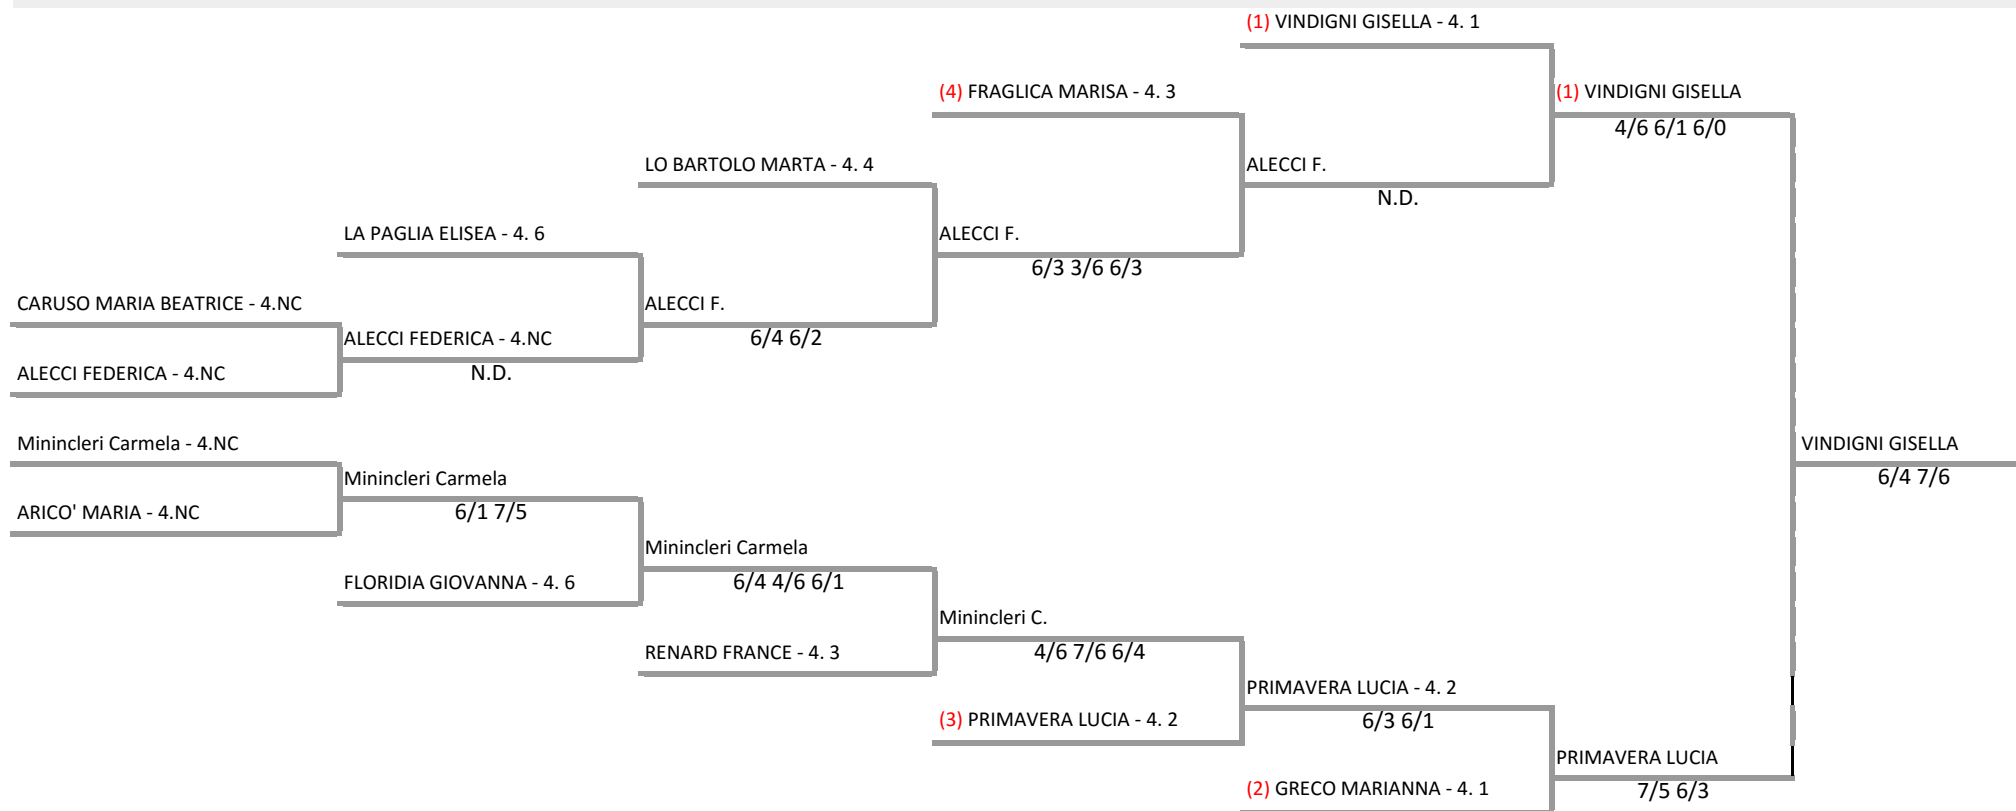 (1) VINDIGNI GISELLA - 4. 1
(4) FRAGLICA MARISA - 4. 3
(1) VINDIGNI GISELLA
4/6 6/1 6/0
LO BARTOLO MARTA - 4. 4
ALECCI F.
N.D.
LA PAGLIA ELISEA - 4. 6
ALECCI F.
6/3 3/6 6/3
CARUSO MARIA BEATRICE - 4.NC
ALECCI F.
ALECCI FEDERICA - 4.NC
6/4 6/2
ALECCI FEDERICA - 4.NC
N.D.
Minincleri Carmela - 4.NC
VINDIGNI GISELLA
6/4 7/6
Minincleri Carmela
ARICO' MARIA - 4.NC
6/1 7/5
Minincleri Carmela
FLORIDIA GIOVANNA - 4. 6
6/4 4/6 6/1
Minincleri C.
RENARD FRANCE - 4. 3
4/6 7/6 6/4
PRIMAVERA LUCIA - 4. 2
(3) PRIMAVERA LUCIA - 4. 2
6/3 6/1
PRIMAVERA LUCIA
(2) GRECO MARIANNA - 4. 1
7/5 6/3